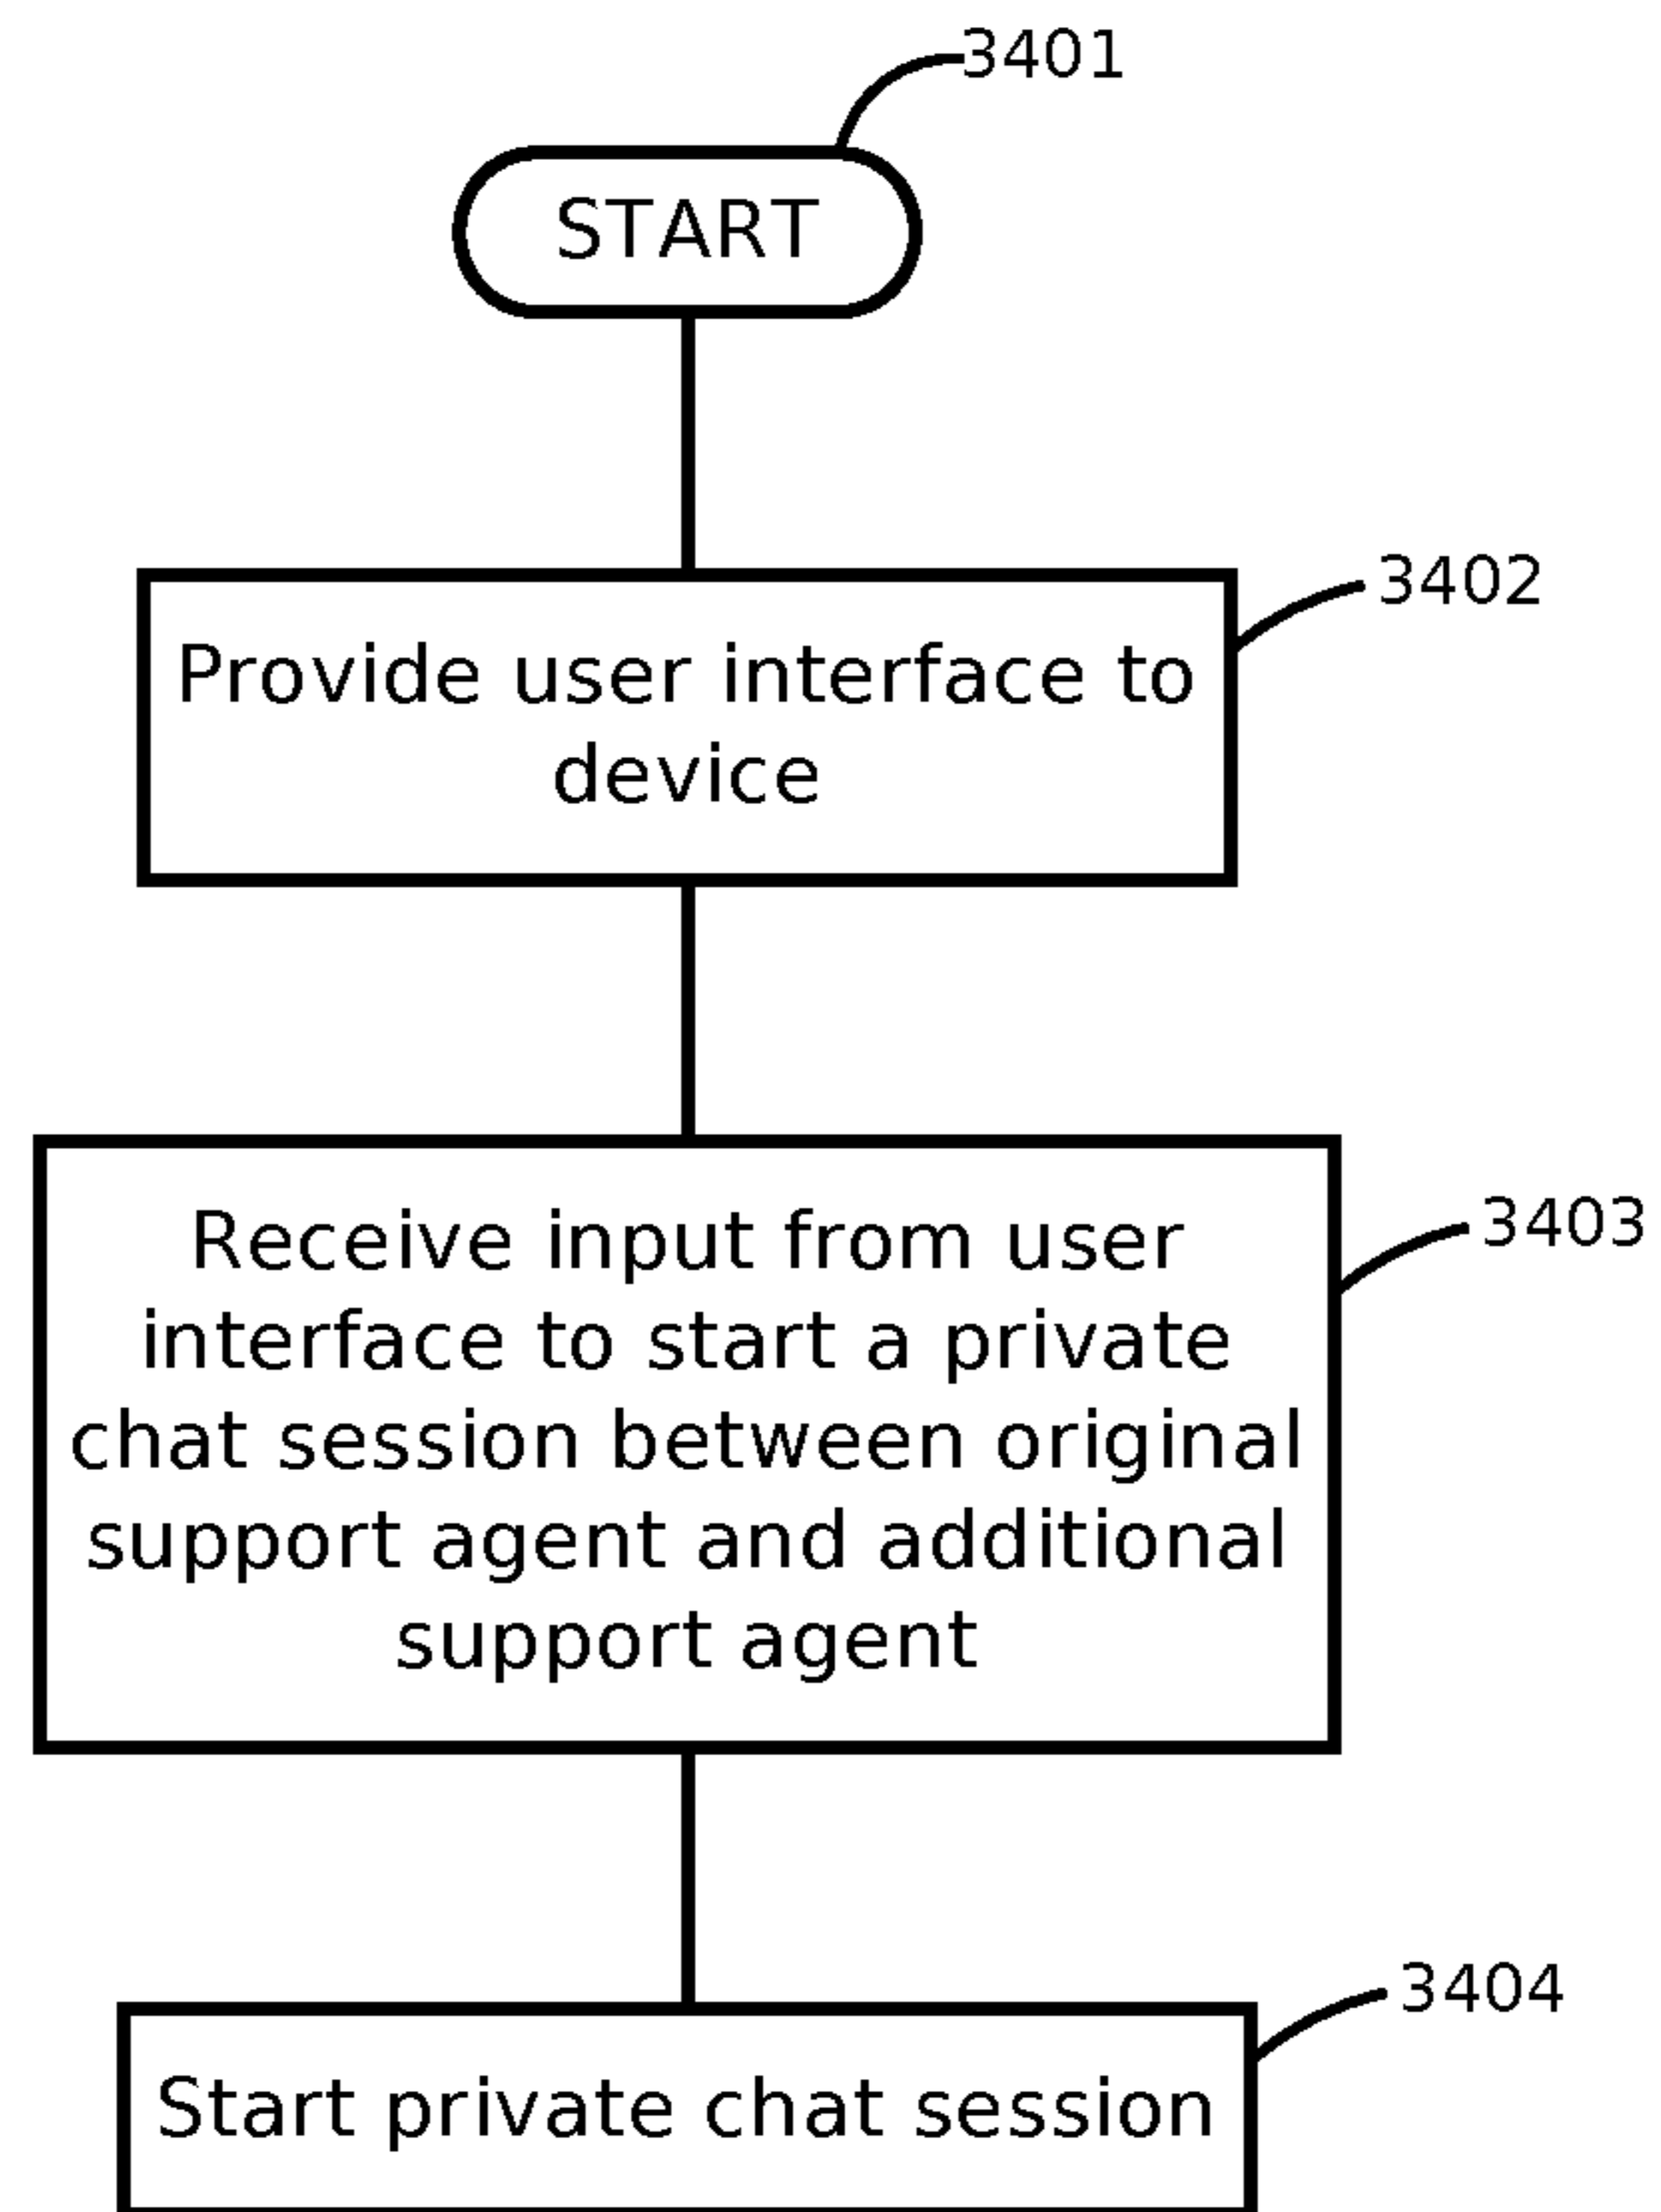 3401
START
3402
Provide user interface to
device
3403
Receive input from user
interface to start a private
chat session between original
support agent and additional
support agent
3404
Start private chat session